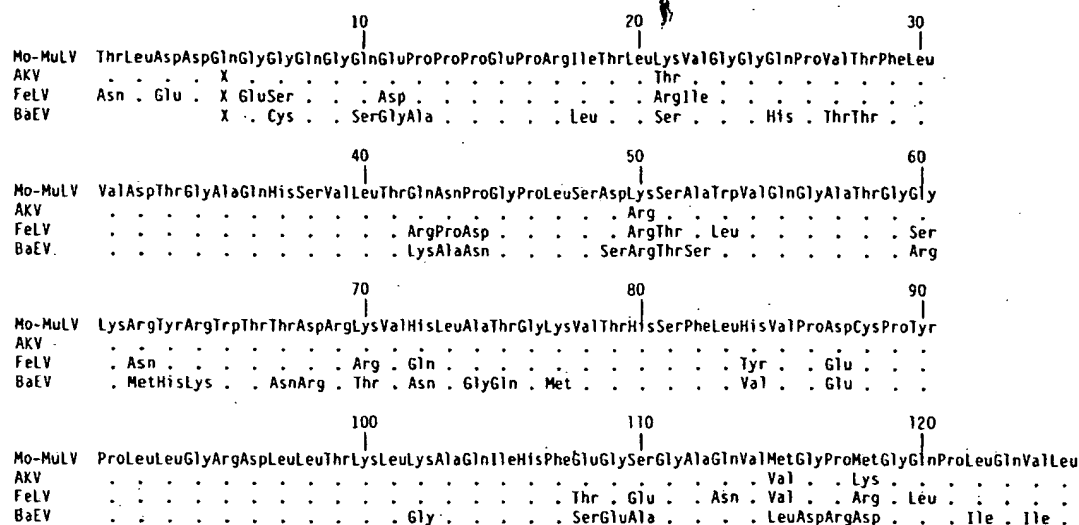 10 20 30
Mo-MuLV ThrLeuAspAspGlnGlyGlyGlnGlyGlnGluProProProGluProArgIleThrLeuLysValGlyGlyGlnProValThrPheLeu
AKV . . . . X . . . . . . . . . . . . . . . Thr . . . . . . . . .
FeLV Asn . Glu . X GluSer . . . Asp . . . . . . . . . ArgIle . . . . . . . .
BaEV . . . . X . Cys . . SerGlyAla . . . . . Leu . . Ser . . . His . ThrThr . .
40 50 60
Mo-MuLV ValAspThrGlyAlaGlnHisSerValLeuThrGlnAsnProGlyProLeuSerAspLysSerAlaTrpValGlnGlyAlaThrGlyGly
AKV . . . . . . . . . . . . . . . . . . . Arg . . . . . . . . . .
FeLV . . . . . . . . . . . ArgProAsp . . . . . ArgThr . Leu . . . . . . Ser
BaEV . . . . . . . . . . . LysAlaAsn . . . . SerArgThrSer . . . . . . . Arg
70 80 90
Mo-MuLV LysArgTyrArgTrpThrThrAspArgLysValHisLeuAlaThrGlyLysValThrHisSerPheLeuHisValProAspCysProTyr
AKV . . . . . . . . . . . . . . . . . . . . . . . . . . . . . .
FeLV . Asn . . . . . . . Arg . Gln . . . . . . . . . . . Tyr . . Glu . . .
BaEV . MetHisLys . . AsnArg . Thr . Asn . GlyGln . Met . . . . . . Val . . Glu . . .
100 110 120
Mo-MuLV ProLeuLeuGlyArgAspLeuLeuThrLysLeuLysAlaGlnIleHisPheGluGlySerGlyAlaGlnValMetGlyProMetGlyGlnProLeuGlnValLeu
AKV . . . . . . . . . . . . . . . . . . . . . . . . Val . . Lys . . . . . . .
FeLV . . . . . . . . . . . . . . . . . Thr . Glu . . Asn . Val . . Arg . Leu . . . . .
BaEV . . . . . . . . . . . Gly . . . . . SerGluAla . . . . LeuAspArgAsp . . . Ile . Ile .